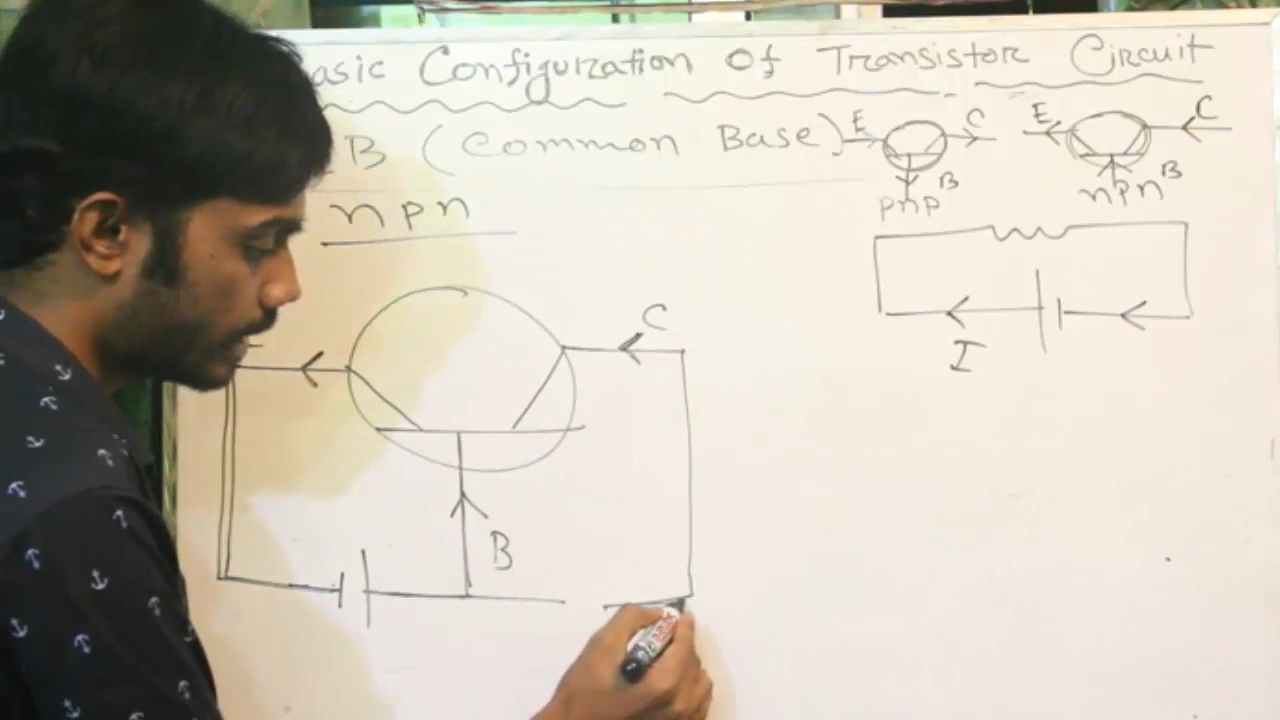 asic Configuration Of Transistor Circuit
B (Common Base)
E C
B
pnp
E C
B
npn
npn
I
C
B